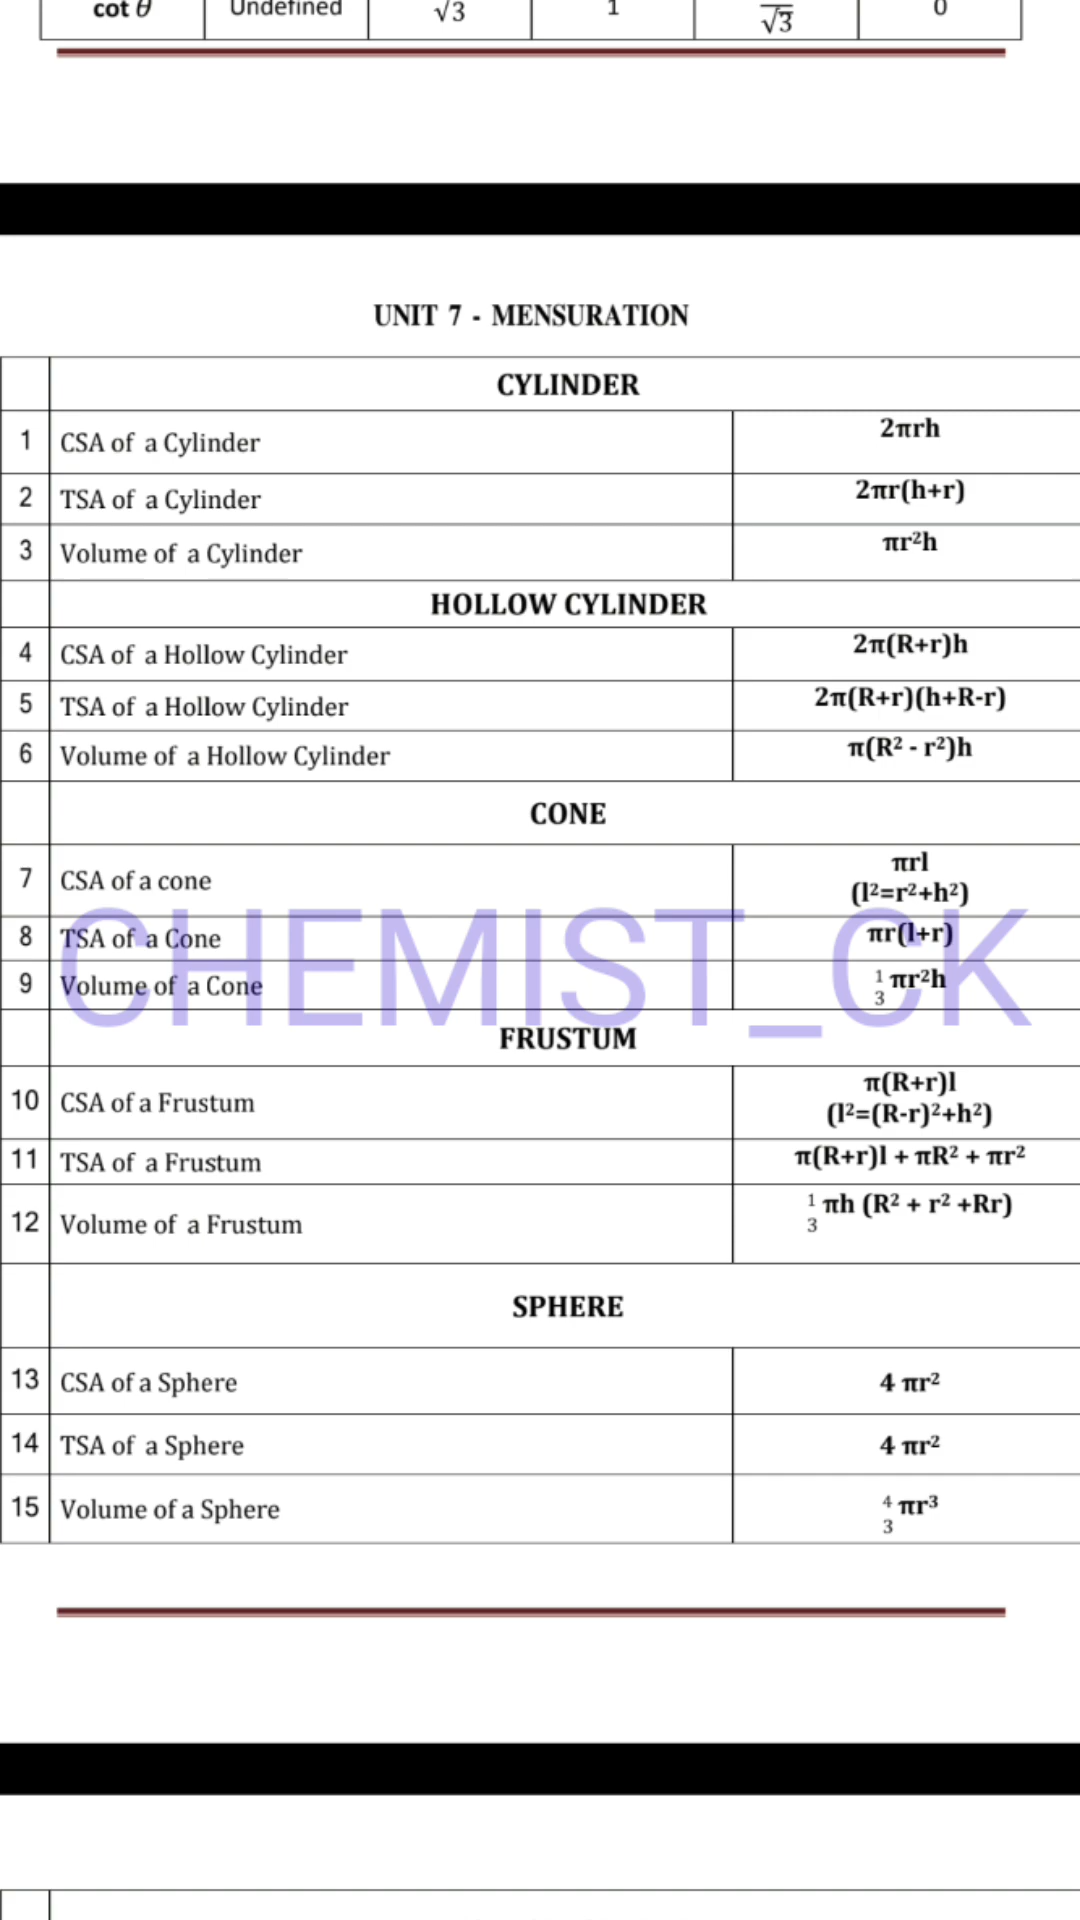 cot θ Undefined √3 1 √3 0
UNIT 7 - MENSURATION
CYLINDER
1 CSA of a Cylinder 2πrh
2 TSA of a Cylinder 2πr(h+r)
3 Volume of a Cylinder πr²h
HOLLOW CYLINDER
4 CSA of a Hollow Cylinder 2π(R+r)h
5 TSA of a Hollow Cylinder 2π(R+r)(h+R-r)
6 Volume of a Hollow Cylinder π(R² - r²)h
CONE
7 CSA of a cone πrl
(l²=r²+h²)
CHEMIST_CK
8 TSA of a Cone πr(l+r)
9 Volume of a Cone 1/3 πr²h
FRUSTUM
10 CSA of a Frustum π(R+r)l
(l²=(R-r)²+h²)
11 TSA of a Frustum π(R+r)l + πR² + πr²
12 Volume of a Frustum 1/3 πh (R² + r² +Rr)
SPHERE
13 CSA of a Sphere 4 πr²
14 TSA of a Sphere 4 πr²
15 Volume of a Sphere 4/3 πr³